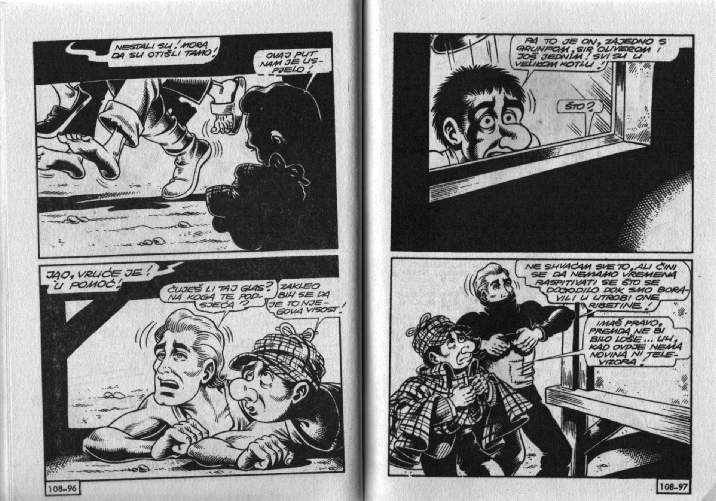 NESTALI SU! MORA
DA SU OTIŠLI TAMO!
OVAJ PUT
NAM JE US-
PJELO!
JAO, VRUĆE JE!
U POMOĆ!
ČUJEŠ LI TAJ GLAS?
NA KOGA TE POD-
SJEĆA?
ZAKLEO
BIH SE DA
JE TO NJE-
GOVA VISOST!
108-96
PA TO JE ON, ZAJEDNO S
GRUNFOM, SIR OLIVEROM I
JOŠ JEDNIM! SVI SU U
VELIKOM KOTLU!
ŠTO?
NE SHVAĆAM SVE TO, ALI ČINI
SE DA NEMAMO VREMENA
RASPITIVATI SE ŠTO SE
DOGODILO DOK SMO BORA-
VILI U UTROBI ONE
RIBETINE!
IMAŠ PRAVO,
PREMDA NE BI
BILO LOŠE... UH,
KAD OVDJE NEMA
NOVINA NI TELE-
VIZORA!
108-97